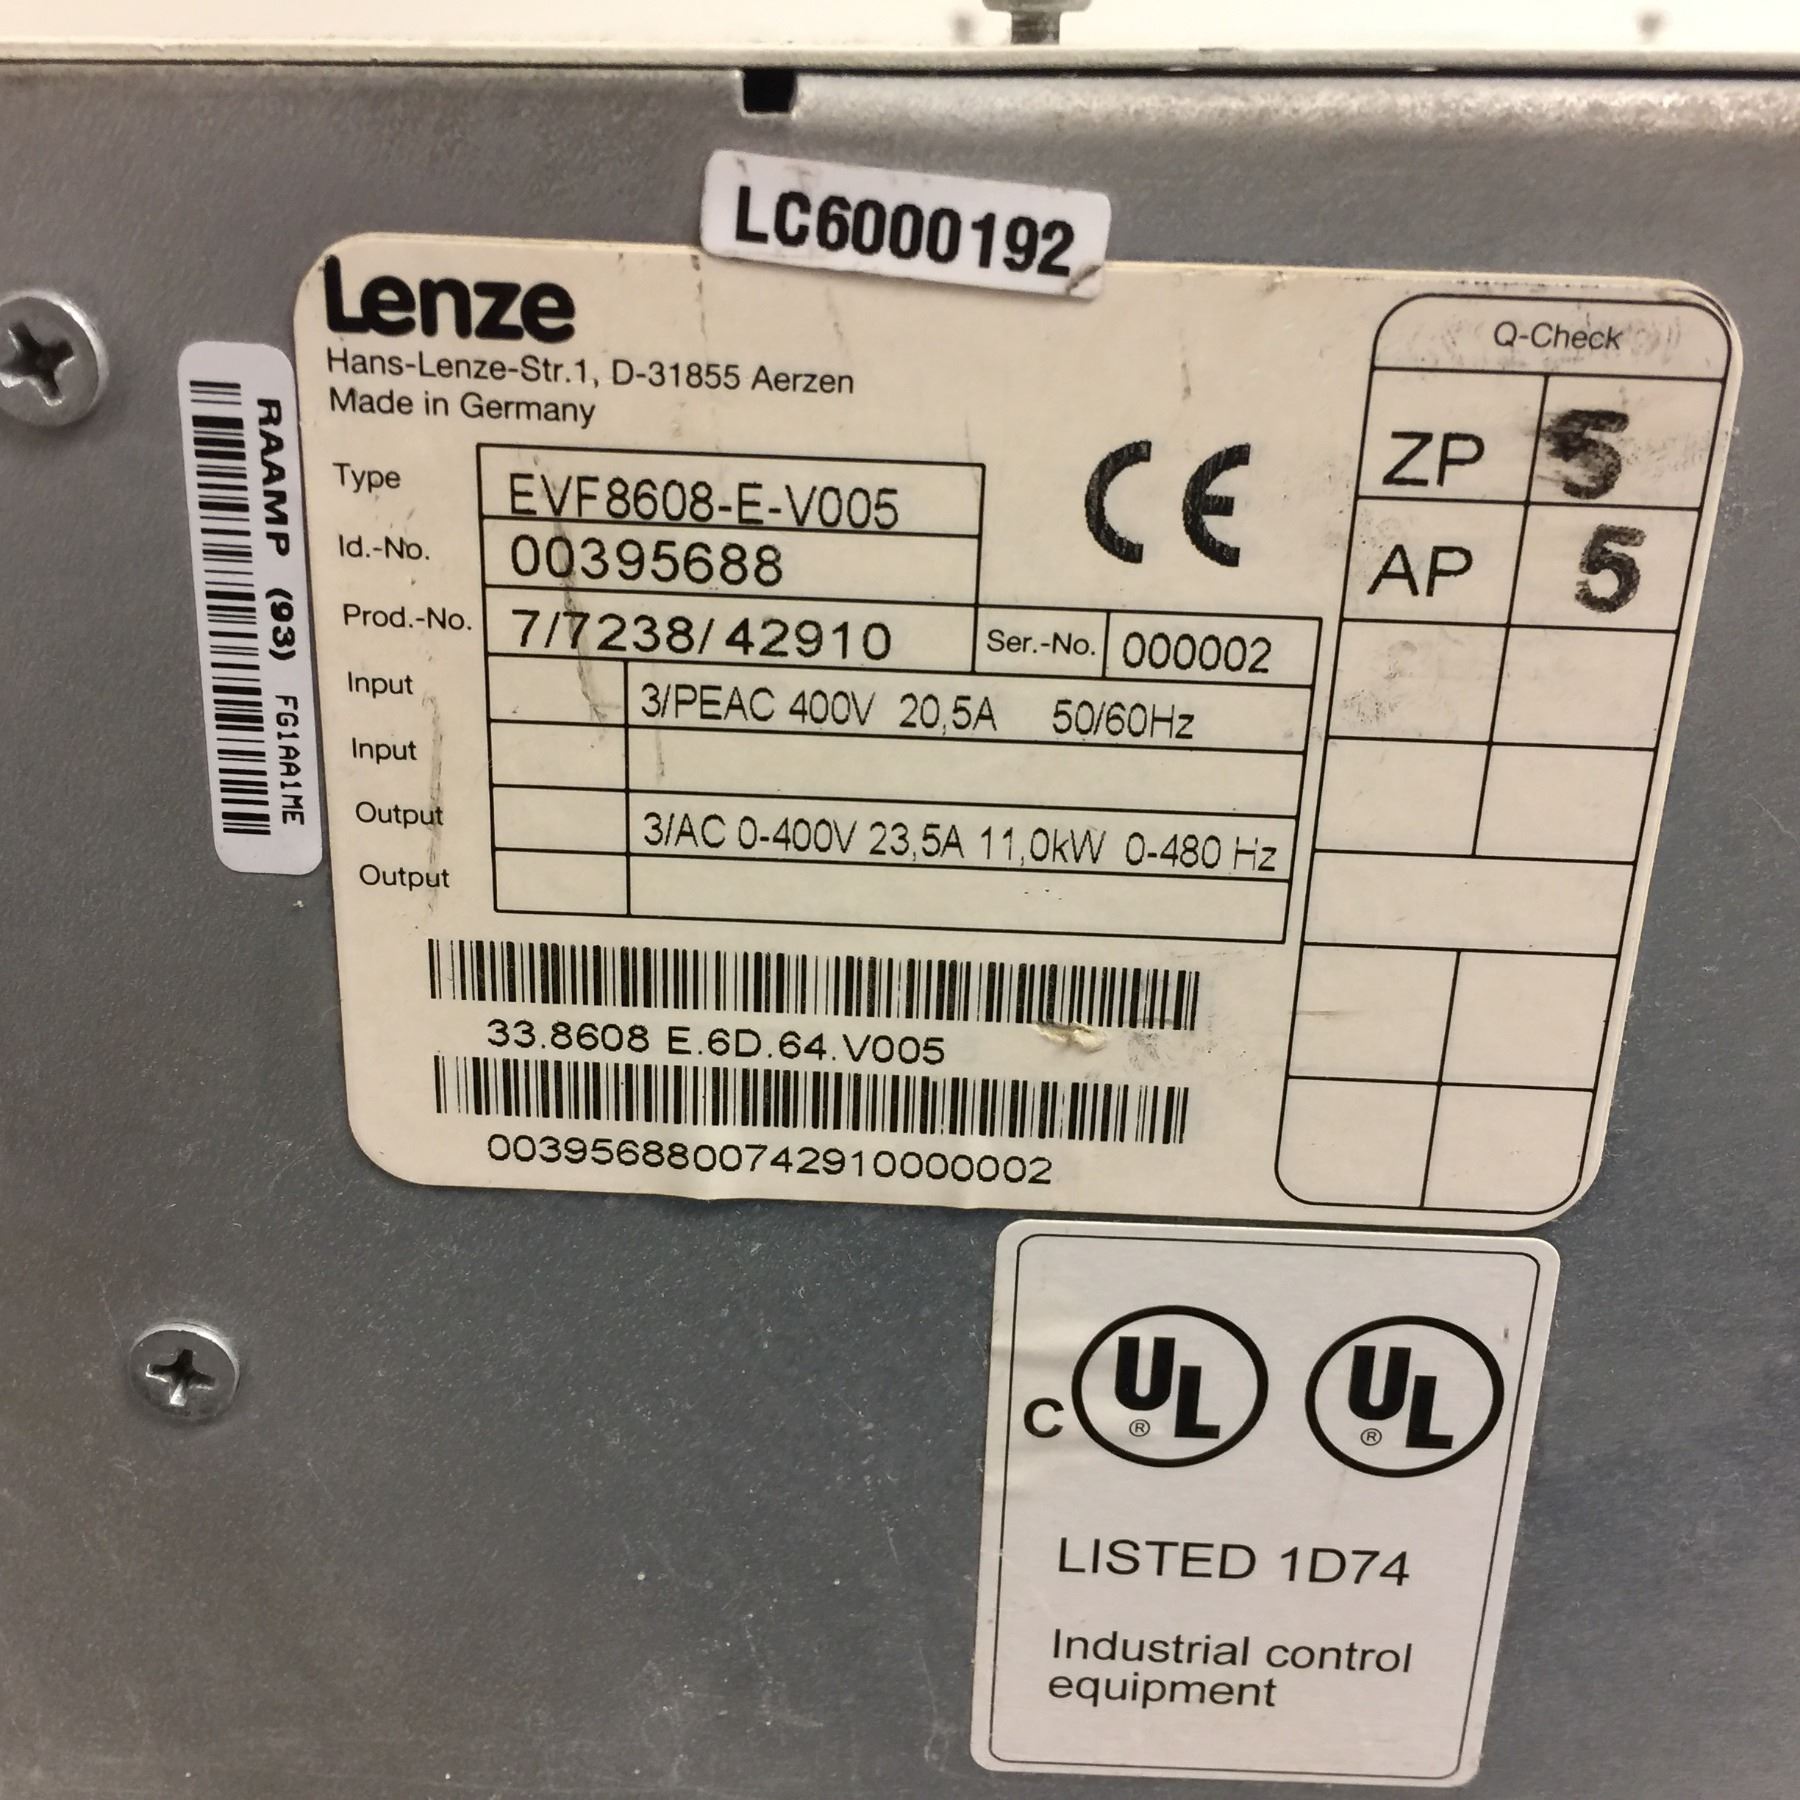 LC6000192
Lenze
Hans-Lenze-Str.1, D-31855 Aerzen
Made in Germany
Type EVF8608-E-V005
Id.-No. 00395688
Prod.-No. 7/7238/42910 Ser.-No. 000002
Input 3/PEAC 400V 20,5A 50/60Hz
Input
Output 3/AC 0-400V 23,5A 11,0kW 0-480 Hz
Output
33.8608 E.6D.64.V005
003956880074291000­0002
CE
Q-Check
ZP 5
AP 5
RAAMP (93) FG1AA1ME
C UL ® UL ®
LISTED 1D74
Industrial control
equipment